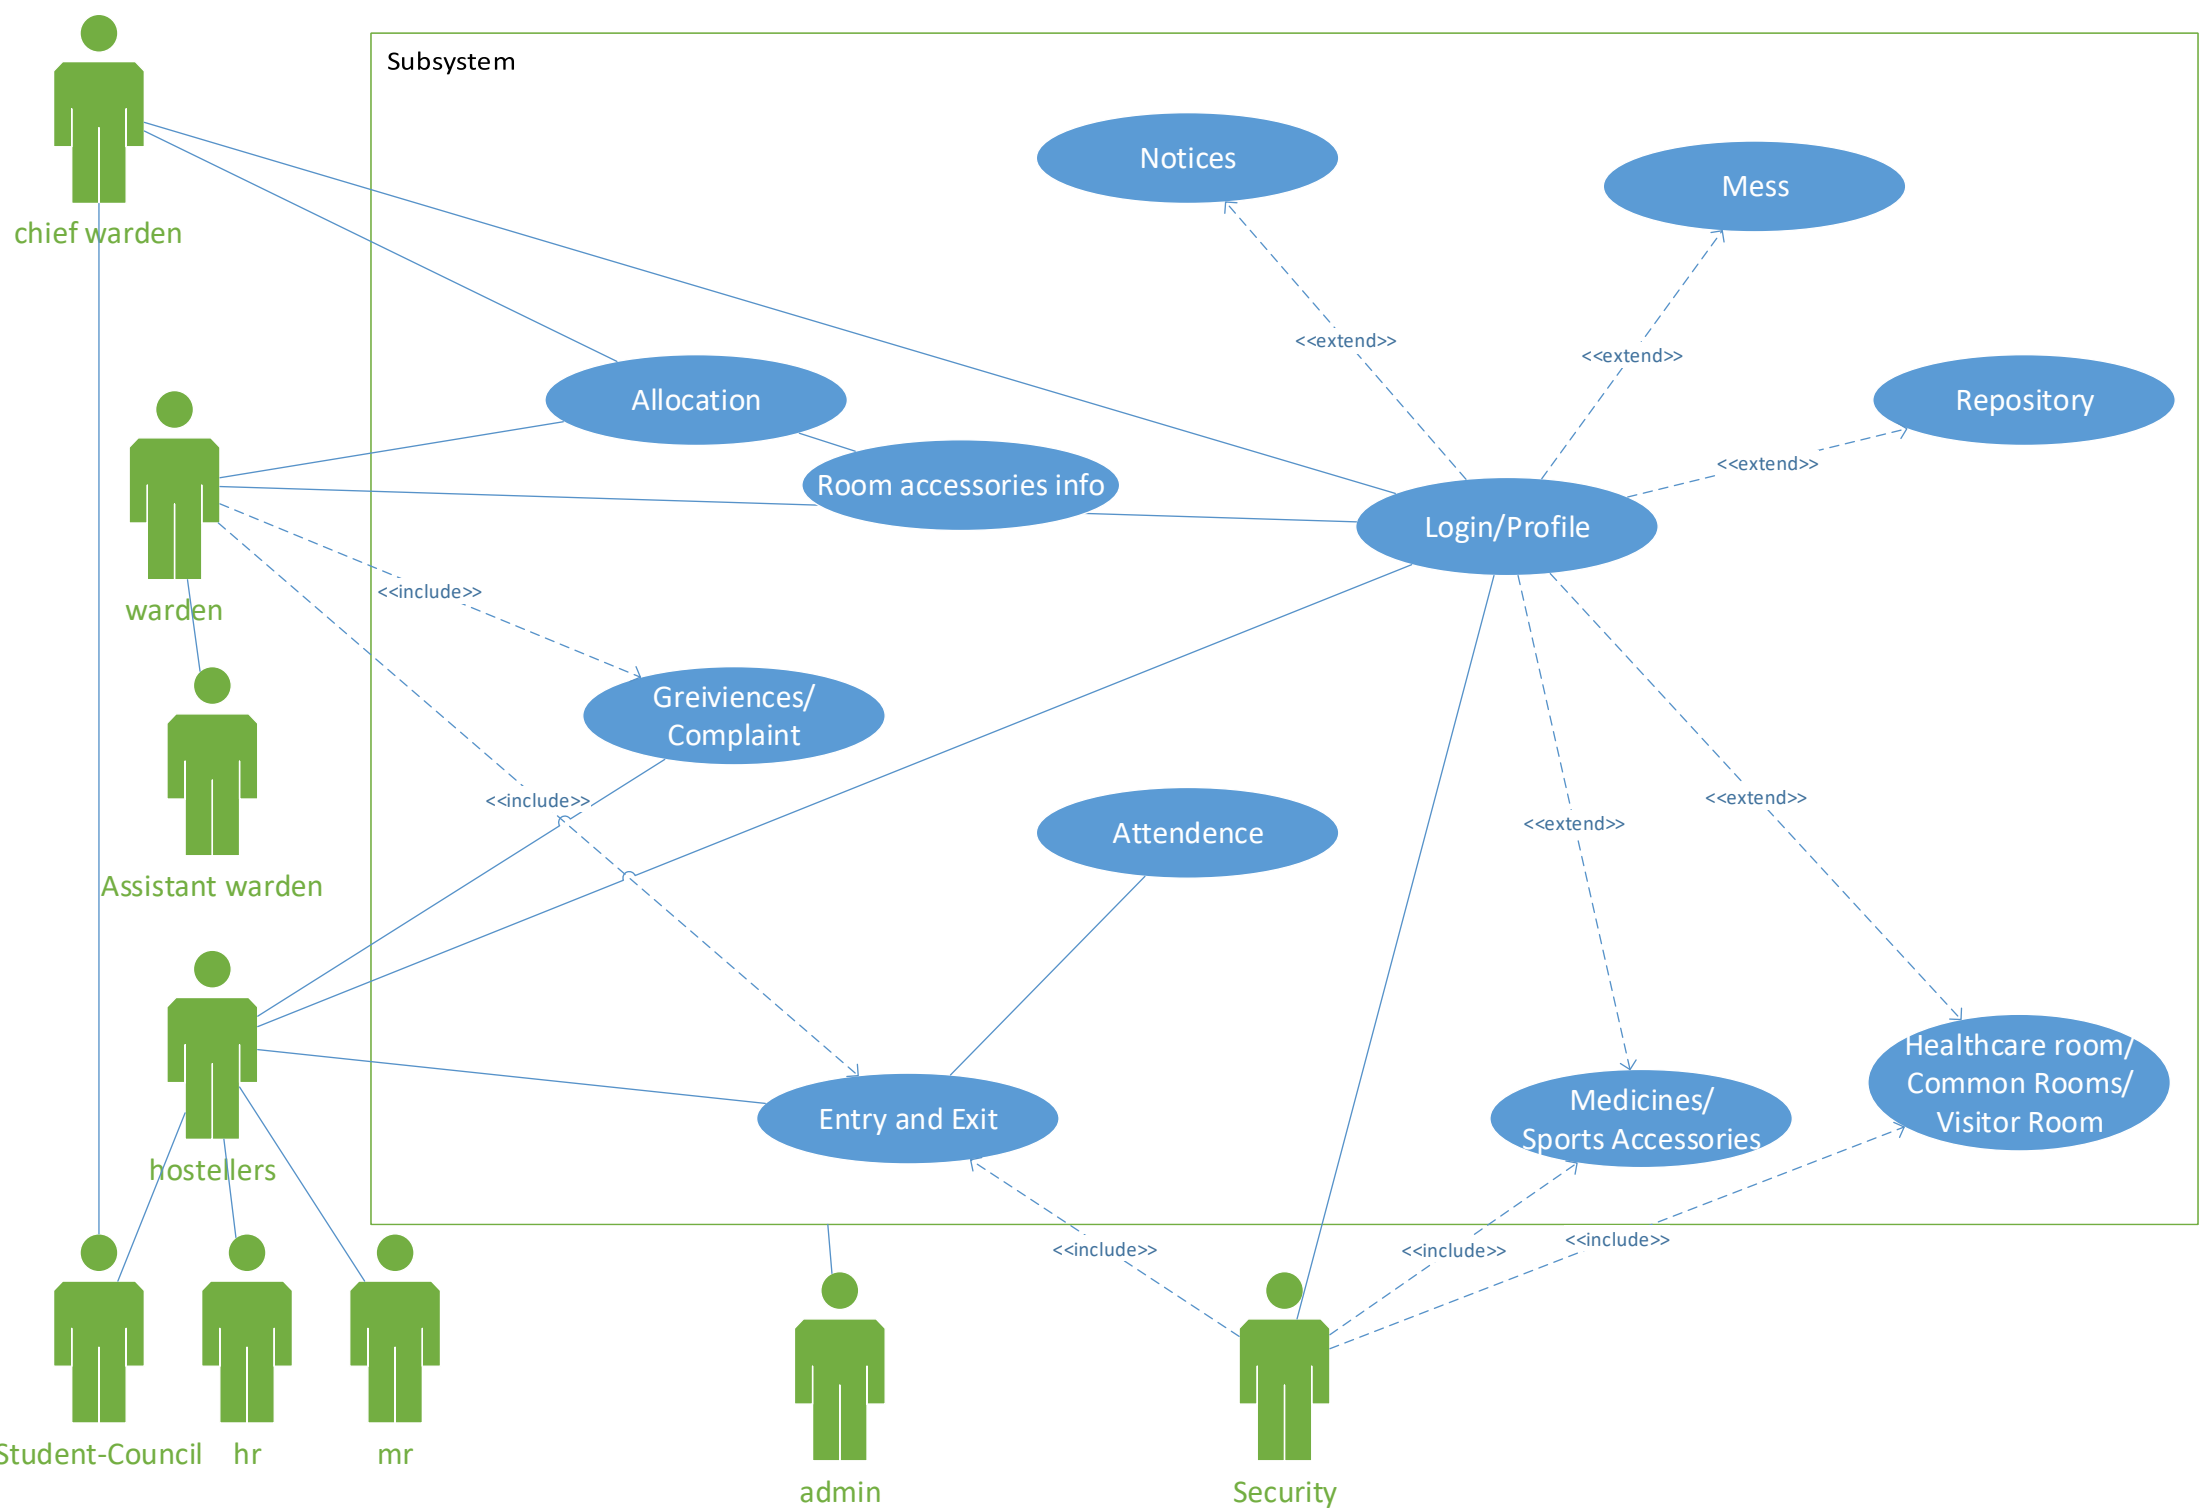 Subsystem
Notices
Mess
chief warden
<<extend>>
<<extend>>
Allocation
Repository
<<extend>>
Room accessories info
Login/Profile
<<include>>
warden
Greiviences/
Complaint
<<include>>
<<extend>>
<<extend>>
Attendence
Assistant warden
Healthcare room/
Common Rooms/
Visitor Room
Medicines/
Sports Accessories
Entry and Exit
hostellers
<<include>>
<<include>>
<<include>>
Student-Council
hr
mr
admin
Security